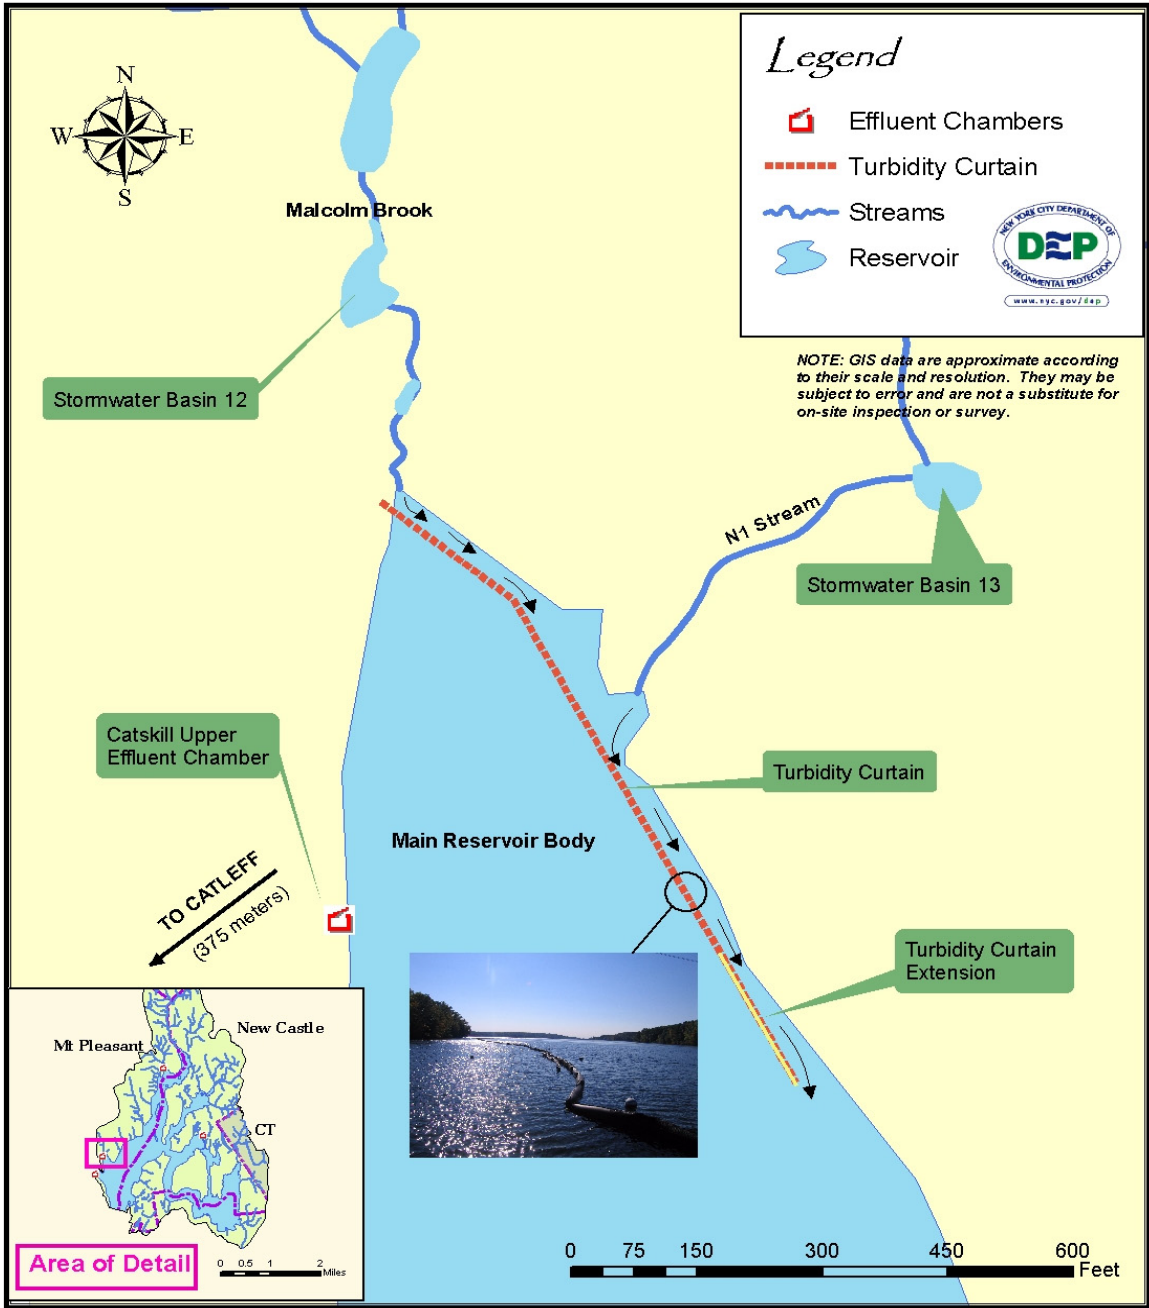 N
W
E
S
Legend
Effluent Chambers
Turbidity Curtain
Streams
Reservoir
NEW YORK CITY DEPARTMENT OF
DEP
ENVIRONMENTAL PROTECTION
www.nyc.gov/dep
NOTE: GIS data are approximate according
to their scale and resolution.  They may be
subject to error and are not a substitute for
on-site inspection or survey.
Malcolm Brook
Stormwater Basin 12
N1 Stream
Stormwater Basin 13
Catskill Upper
Effluent Chamber
Turbidity Curtain
Main Reservoir Body
TO CATLEFF
(375 meters)
Turbidity Curtain
Extension
New Castle
Mt Pleasant
CT
Area of Detail
0 0.5 1 2
Miles
0 75 150 300 450 600
Feet